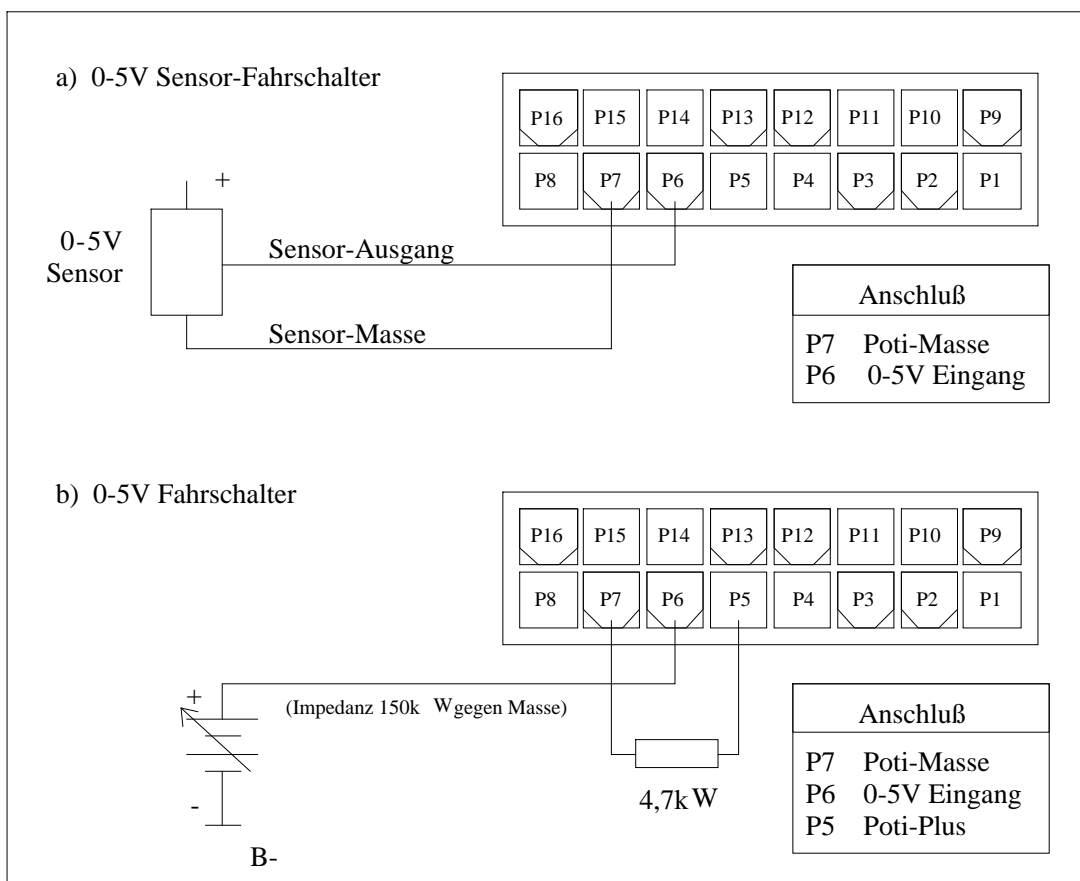 a) 0-5V Sensor-Fahrschalter
P16 P15 P14 P13 P12 P11 P10 P9
P8 P7 P6 P5 P4 P3 P2 P1
+
0-5V
Sensor
Sensor-Ausgang
Sensor-Masse
Anschluß
P7 Poti-Masse
P6 0-5V Eingang
b) 0-5V Fahrschalter
P16 P15 P14 P13 P12 P11 P10 P9
P8 P7 P6 P5 P4 P3 P2 P1
+
(Impedanz 150k W gegen Masse)
-
B-
4,7k W
Anschluß
P7 Poti-Masse
P6 0-5V Eingang
P5 Poti-Plus